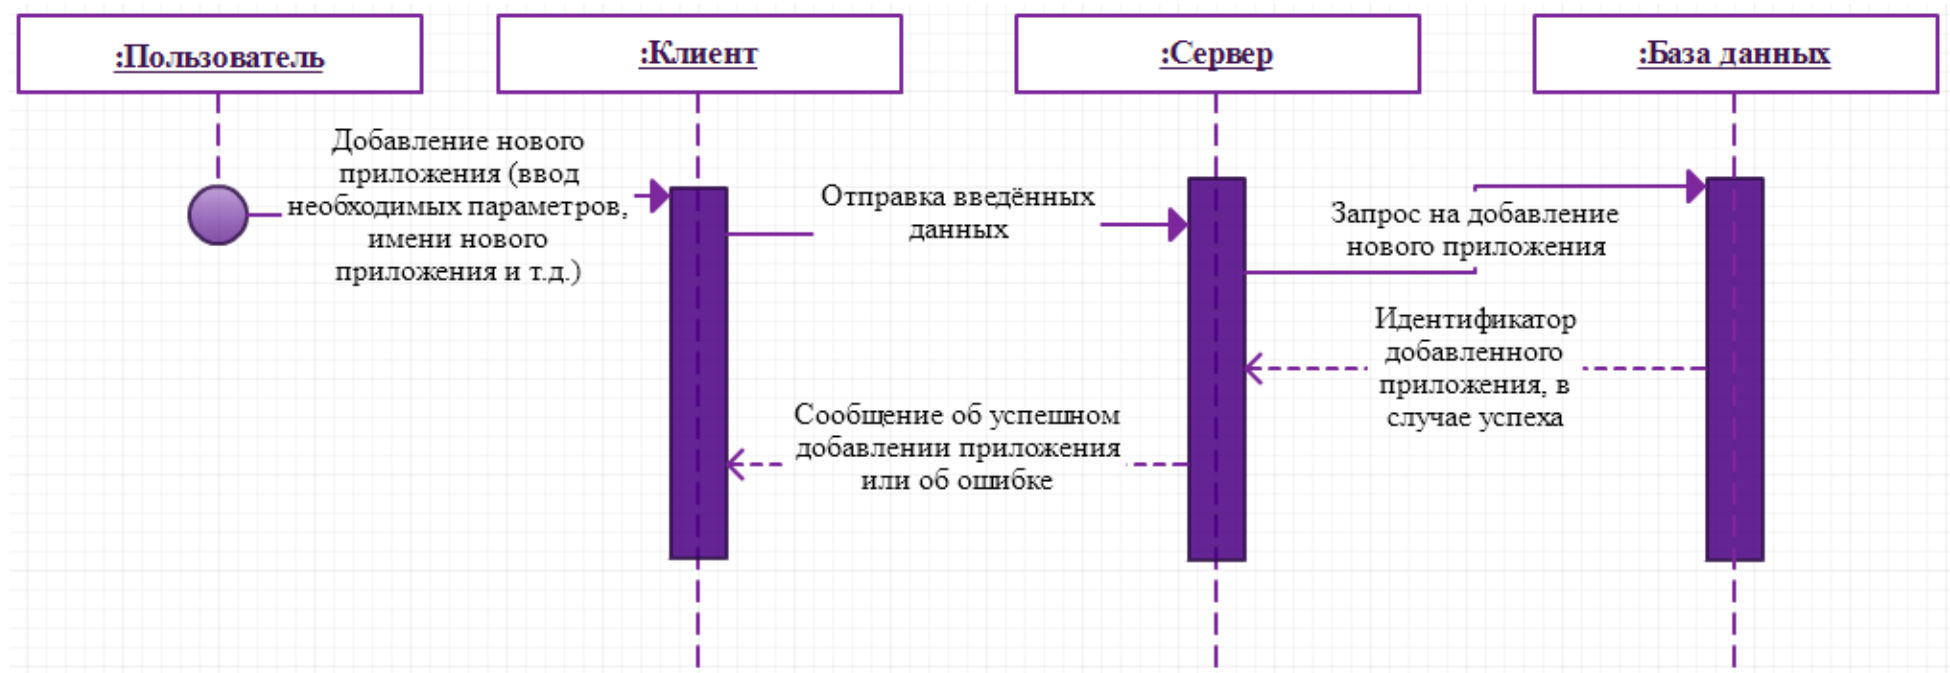 :Пользователь
:Клиент
:Сервер
:База данных
Добавление нового
приложения (ввод
необходимых параметров,
имени нового
приложения и т.д.)
Отправка введённых
данных
Запрос на добавление
нового приложения
Идентификатор
добавленного
приложения, в
случае успеха
Сообщение об успешном
добавлении приложения
или об ошибке